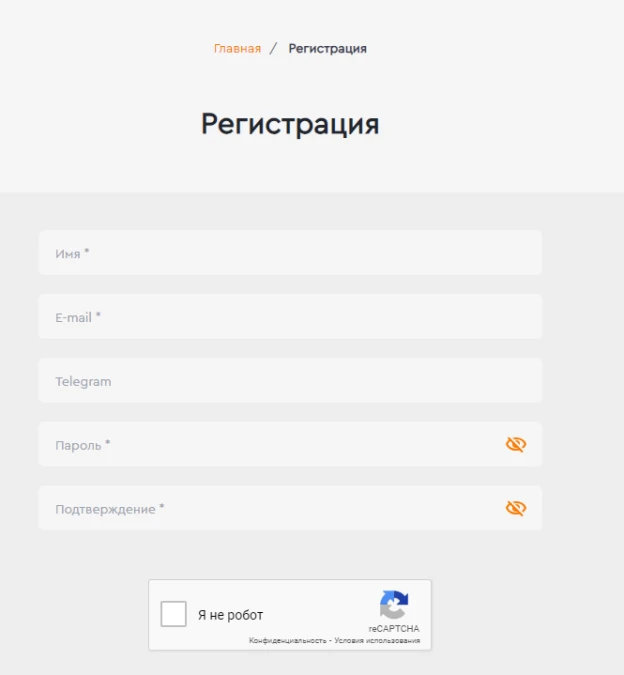 Главная / Регистрация
Регистрация
Имя *
E-mail *
Telegram
Пароль *
Подтверждение *
Я не робот
reCAPTCHA
Конфиденциальность - Условия использования